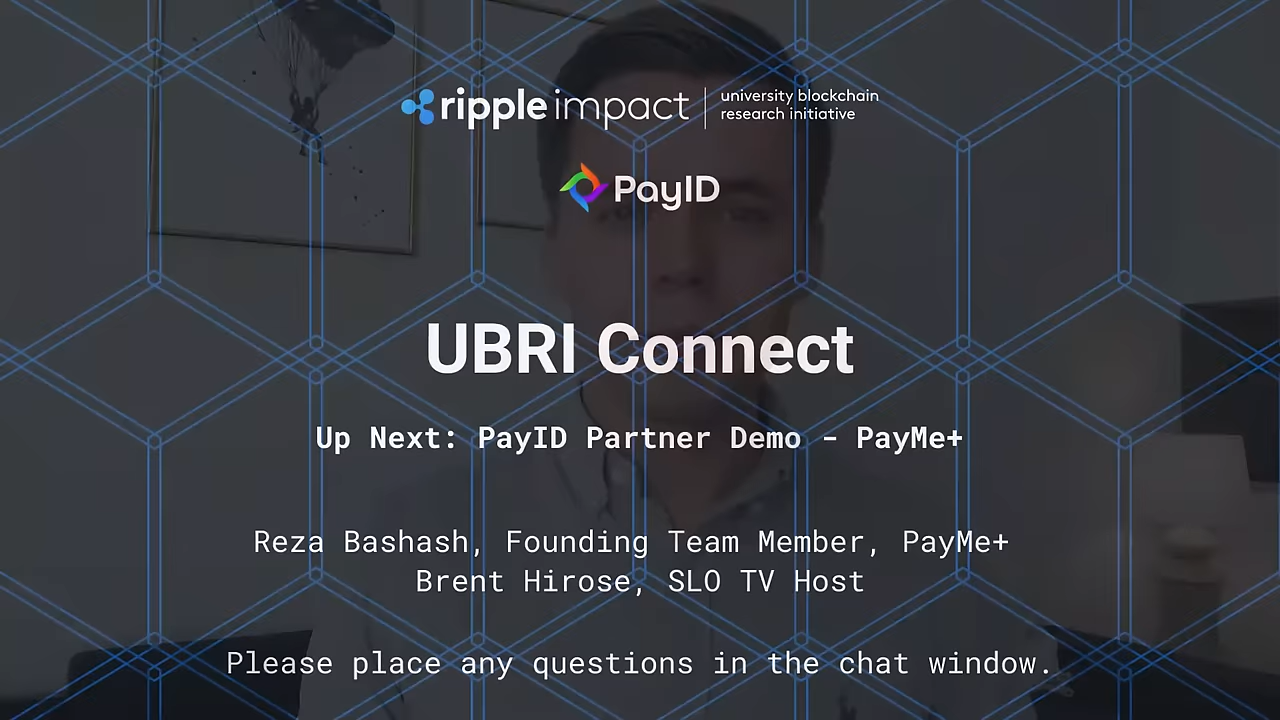 ripple impact | university blockchain
research initiative
PayID
UBRI Connect
Up Next: PayID Partner Demo - PayMe+
Reza Bashash, Founding Team Member, PayMe+
Brent Hirose, SLO TV Host
Please place any questions in the chat window.